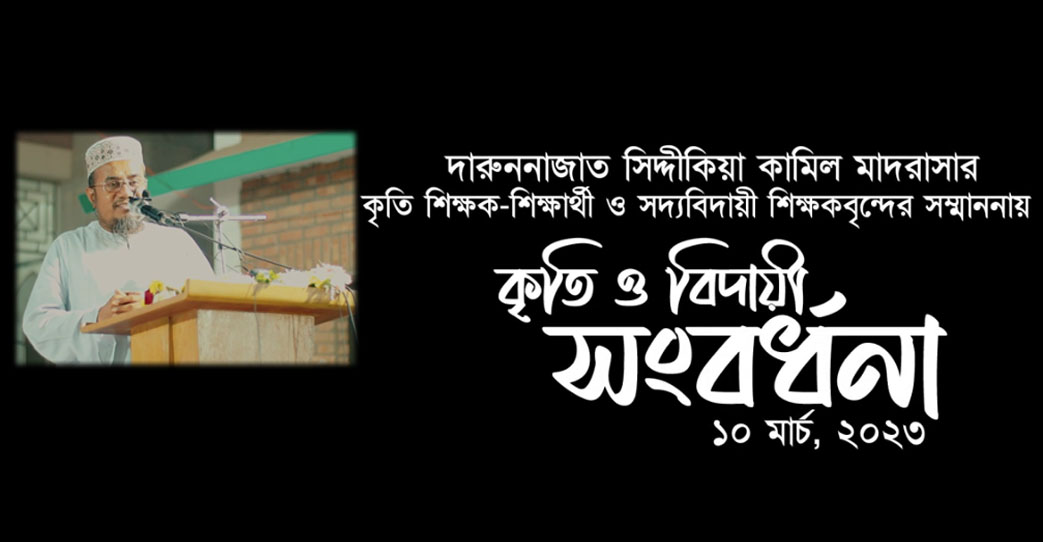 দারুননাজাত সিদ্দীকিয়া কামিল মাদরাসার
কৃতি শিক্ষক-শিক্ষার্থী ও সদ্যবিদায়ী শিক্ষকবৃন্দের সম্মাননায়
কৃতি ও বিদায়ী
সংবর্ধনা
১০ মার্চ, ২০২৩